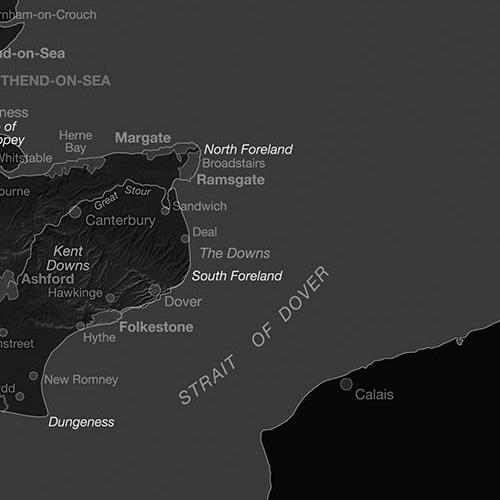 rnham-on-Crouch
nd-on-Sea
THEND-ON-SEA
ness
of
ppey
Whitstable
Herne
Bay
Margate
North Foreland
Broadstairs
Ramsgate
ourne
Great Stour
Sandwich
Canterbury
Deal
The Downs
Kent
Downs
South Foreland
Ashford
Hawkinge
Dover
STRAIT OF DOVER
Folkestone
Hythe
nstreet
New Romney
dd
Calais
Dungeness